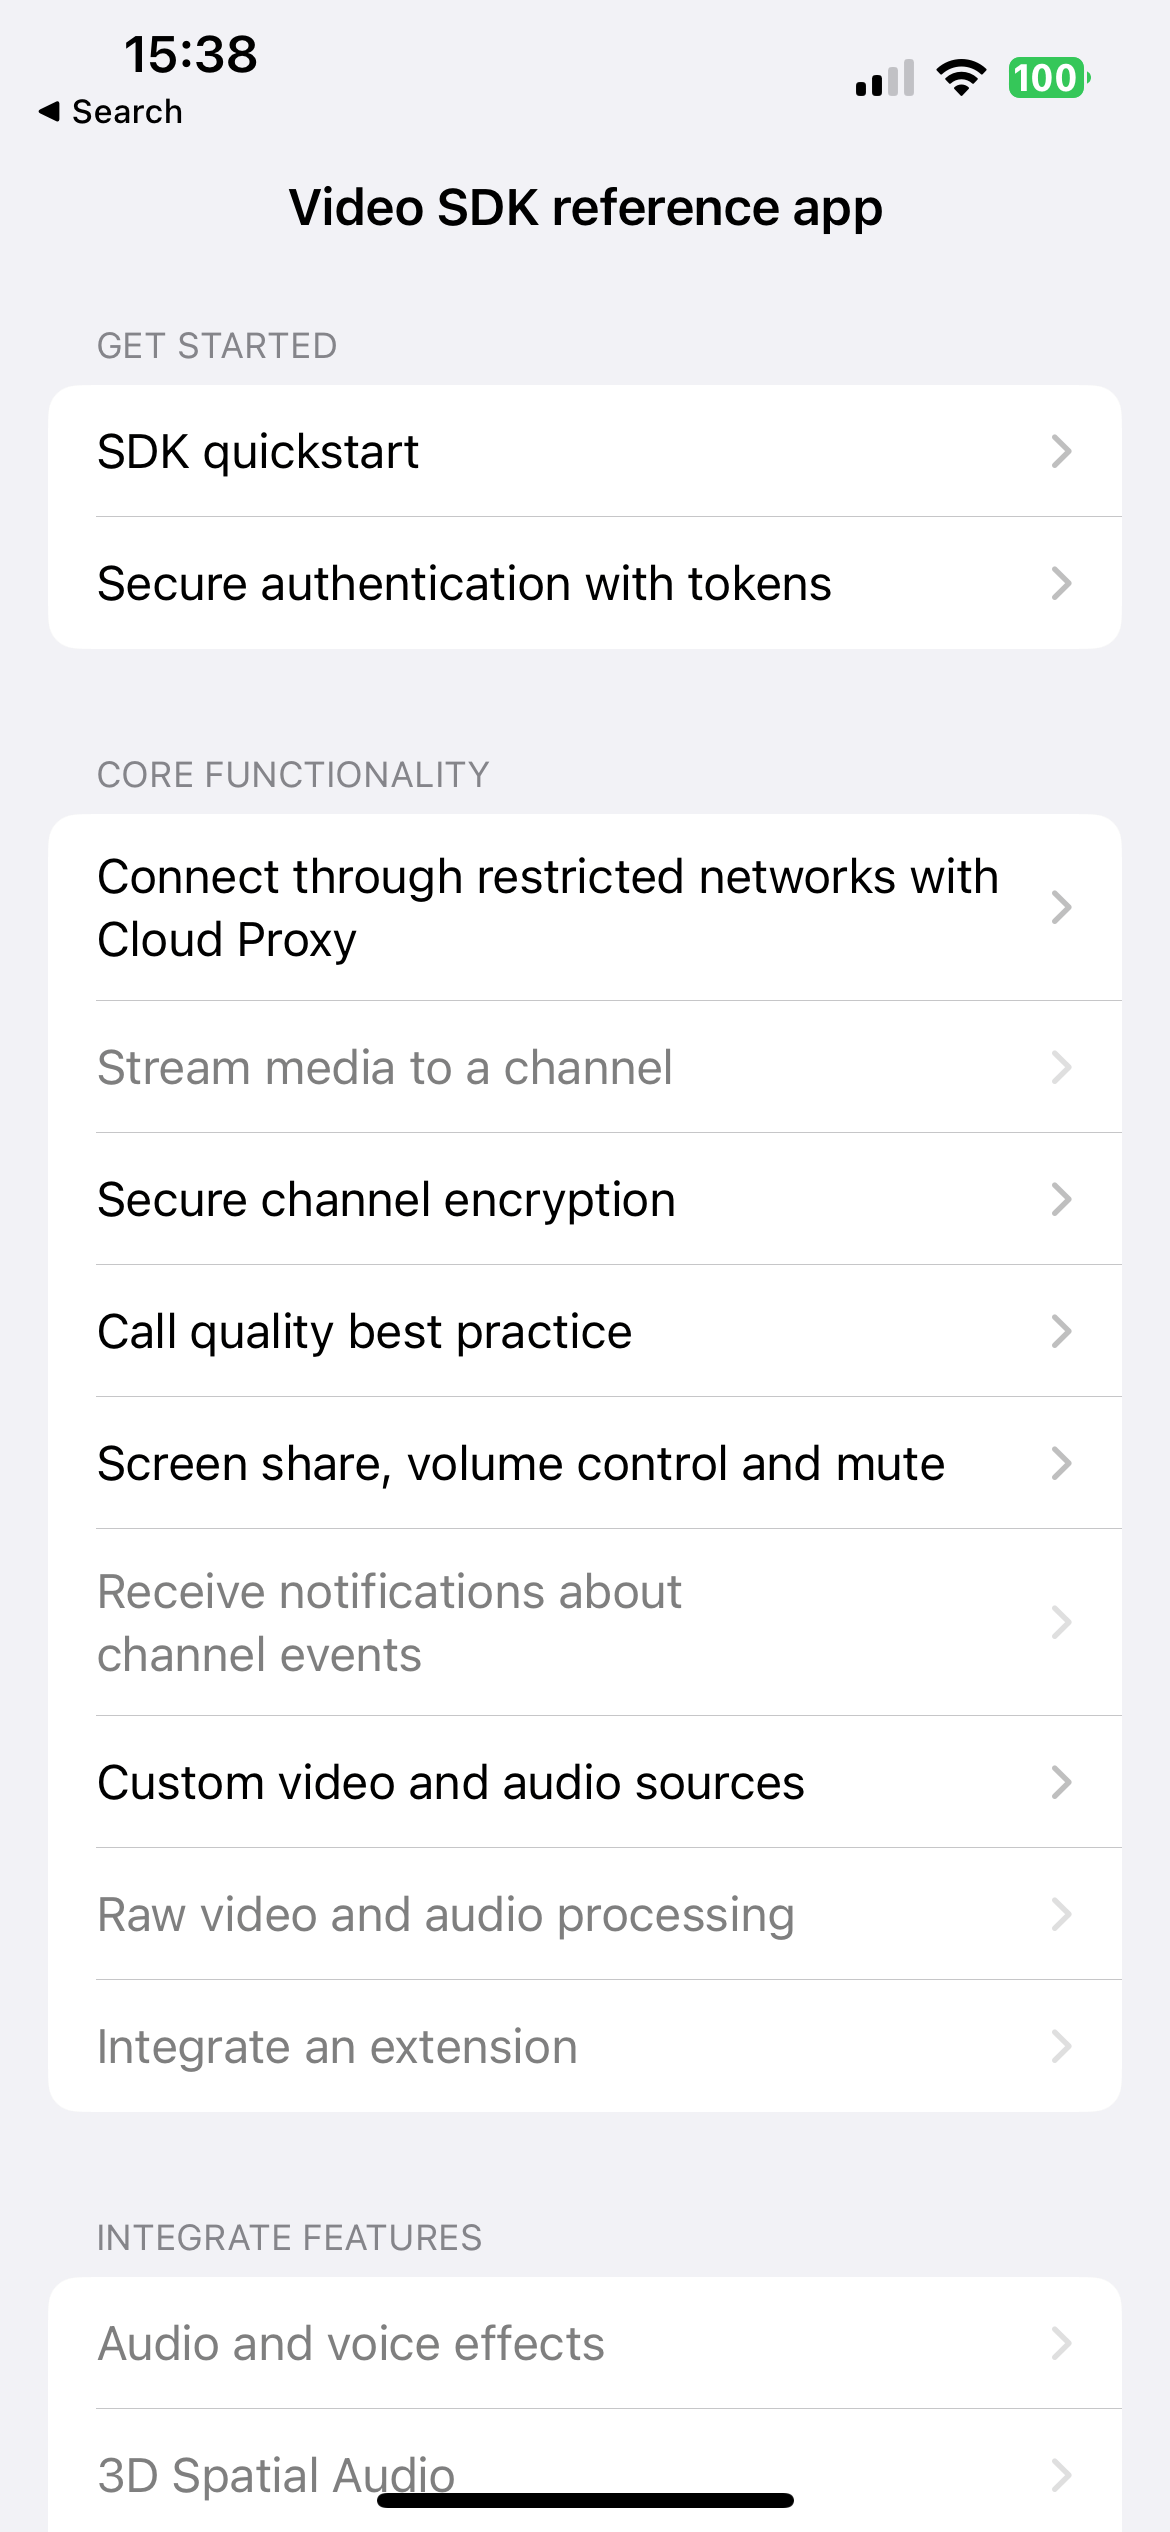 15:38
100
◀ Search
Video SDK reference app
GET STARTED
SDK quickstart
Secure authentication with tokens
CORE FUNCTIONALITY
Connect through restricted networks with
Cloud Proxy
Stream media to a channel
Secure channel encryption
Call quality best practice
Screen share, volume control and mute
Receive notifications about
channel events
Custom video and audio sources
Raw video and audio processing
Integrate an extension
INTEGRATE FEATURES
Audio and voice effects
3D Spatial Audio